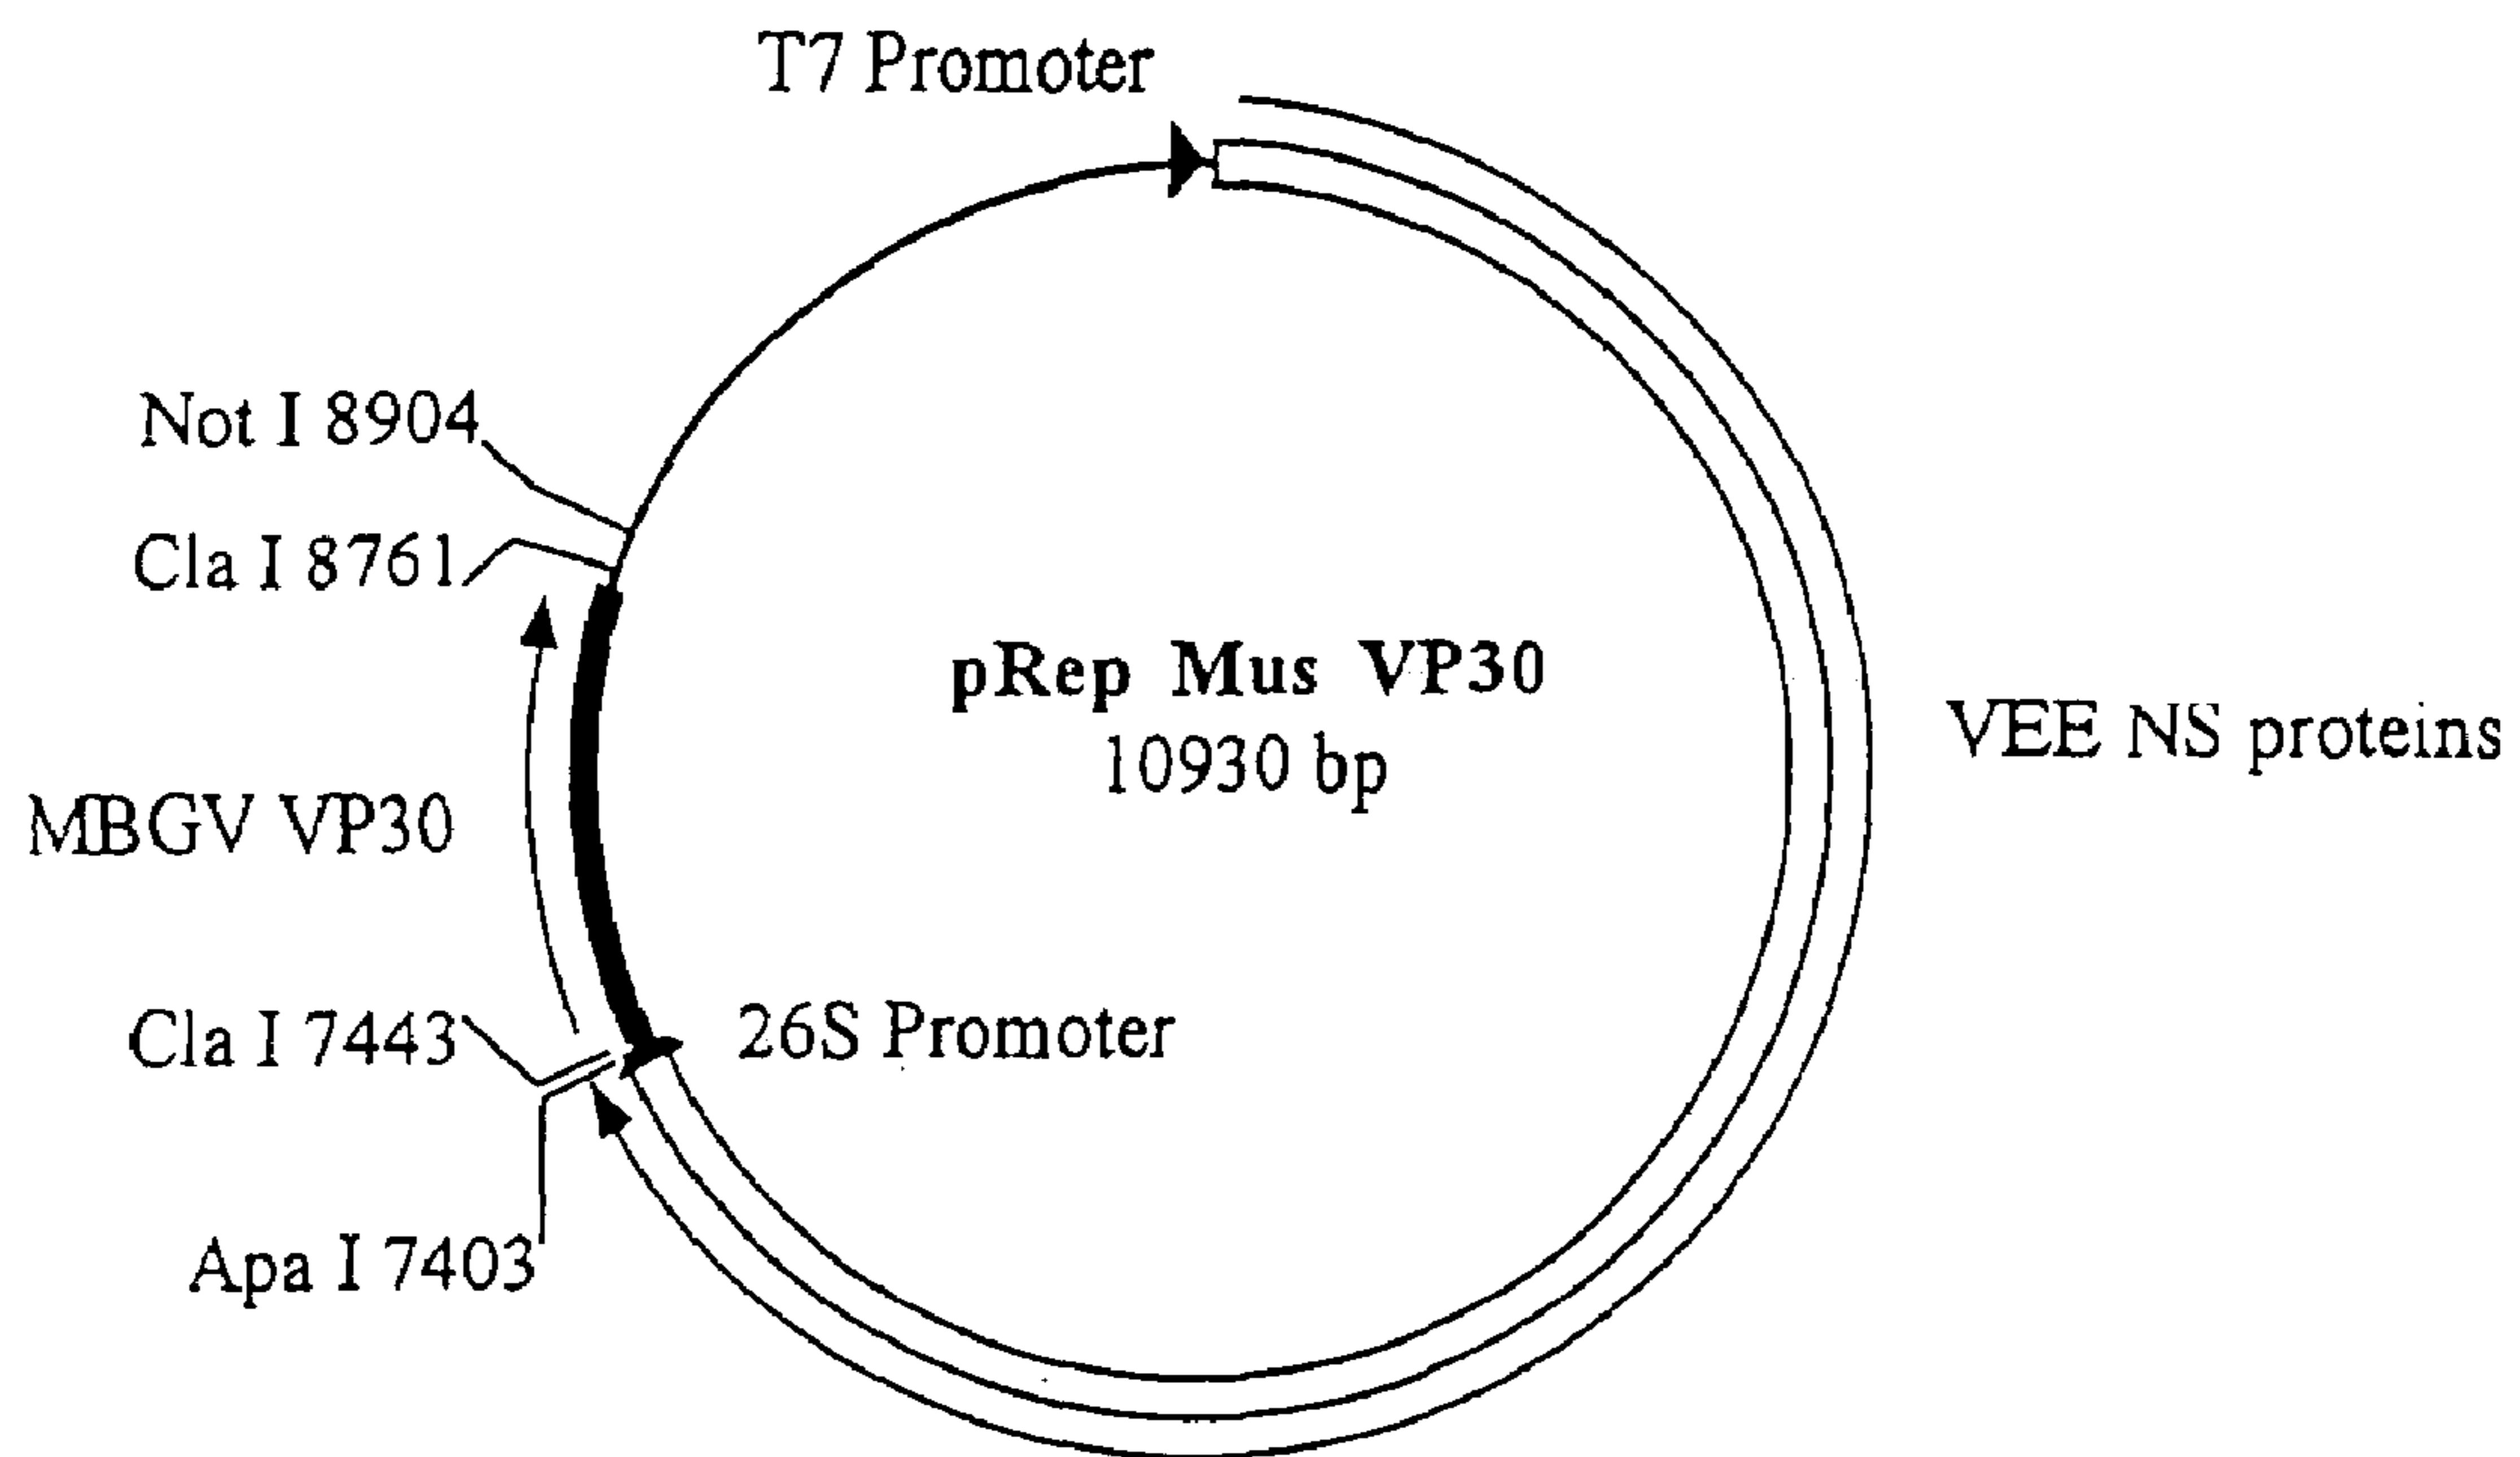 T7 Promoter
Not I 8904
Cla I 8761
pRep Mus VP30
10930 bp
VEE NS proteins
MBGV VP30
Cla I 7443
26S Promoter
Apa I 7403